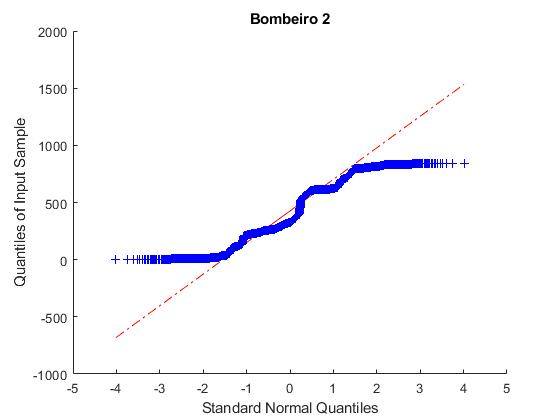 Bombeiro 2
2000
1500
1000
500
0
-500
-1000
Quantiles of Input Sample
-5 -4 -3 -2 -1 0 1 2 3 4 5
Standard Normal Quantiles